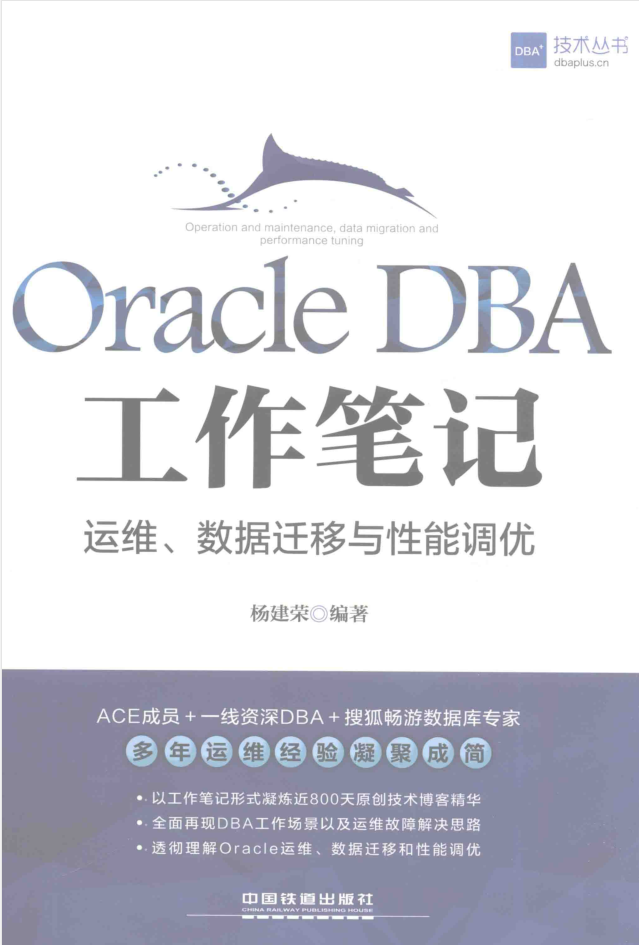 DBA+ 技术丛书
dbaplus.cn
Operation and maintenance, data migration and
performance tuning
Oracle DBA
工作笔记
运维、数据迁移与性能调优
杨建荣◎编著
ACE成员+一线资深DBA+搜狐畅游数据库专家
多年运维经验凝聚成简
•以工作笔记形式凝炼近800天原创技术博客精华
•全面再现DBA工作场景以及运维故障解决思路
•透彻理解Oracle运维、数据迁移和性能调优
中国铁道出版社
CHINA RAILWAY PUBLISHING HOUSE